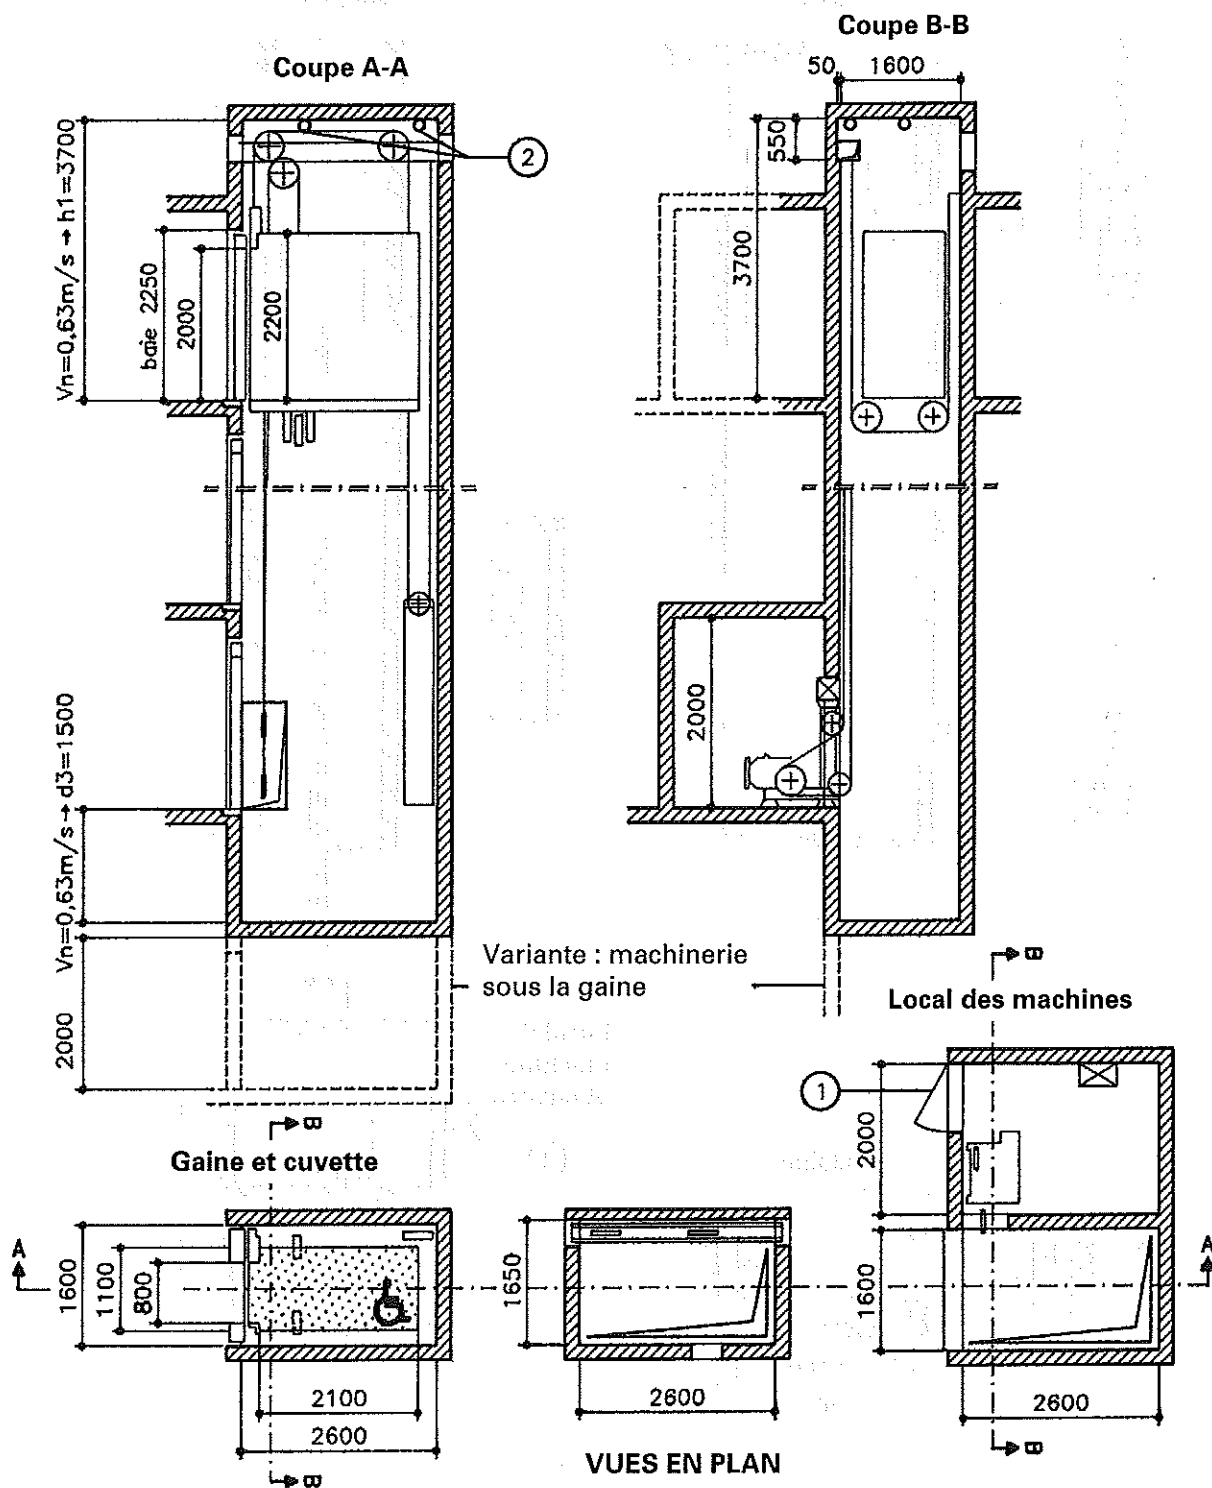 Coupe B-B
Coupe A-A
50
1600
Vn=0,63m/s → h1=3700
baie 2250
2000
2200
2
550
3700
2000
Vn=0,63m/s → d3=1500
2000
Variante : machinerie
sous la gaine
B
Local des machines
1
2000
B
Gaine et cuvette
A
1600
1100
800
1650
1600
A
2100
2600
2600
2600
B
B
VUES EN PLAN